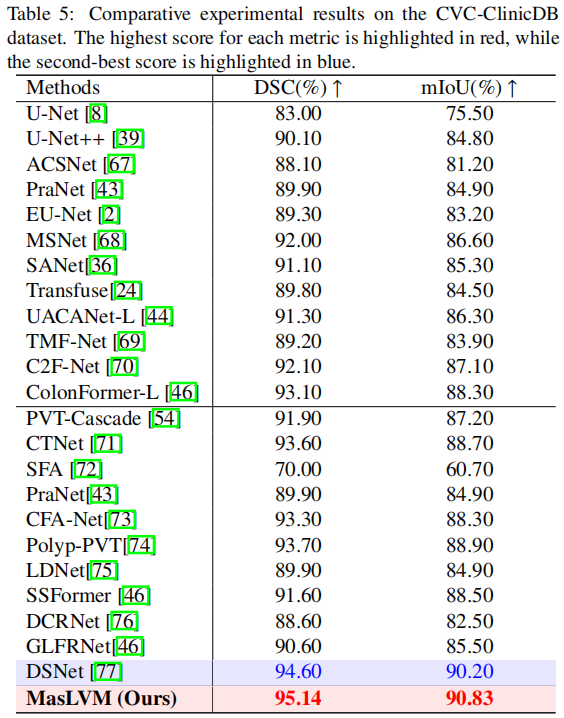 Table 5: Comparative experimental results on the CVC-ClinicDB
dataset. The highest score for each metric is highlighted in red, while
the second-best score is highlighted in blue.
Methods DSC(%) ↑ mIoU(%) ↑
U-Net [8] 83.00 75.50
U-Net++ [39] 90.10 84.80
ACSNet [67] 88.10 81.20
PraNet [43] 89.90 84.90
EU-Net [2] 89.30 83.20
MSNet [68] 92.00 86.60
SANet[36] 91.10 85.30
Transfuse[24] 89.80 84.50
UACANet-L [44] 91.30 86.30
TMF-Net [69] 89.20 83.90
C2F-Net [70] 92.10 87.10
ColonFormer-L [46] 93.10 88.30
PVT-Cascade [54] 91.90 87.20
CTNet [71] 93.60 88.70
SFA [72] 70.00 60.70
PraNet[43] 89.90 84.90
CFA-Net[73] 93.30 88.30
Polyp-PVT[74] 93.70 88.90
LDNet[75] 89.90 84.90
SSFormer [46] 91.60 88.50
DCRNet [76] 88.60 82.50
GLFRNet[46] 90.60 85.50
DSNet [77] 94.60 90.20
MasLVM (Ours) 95.14 90.83